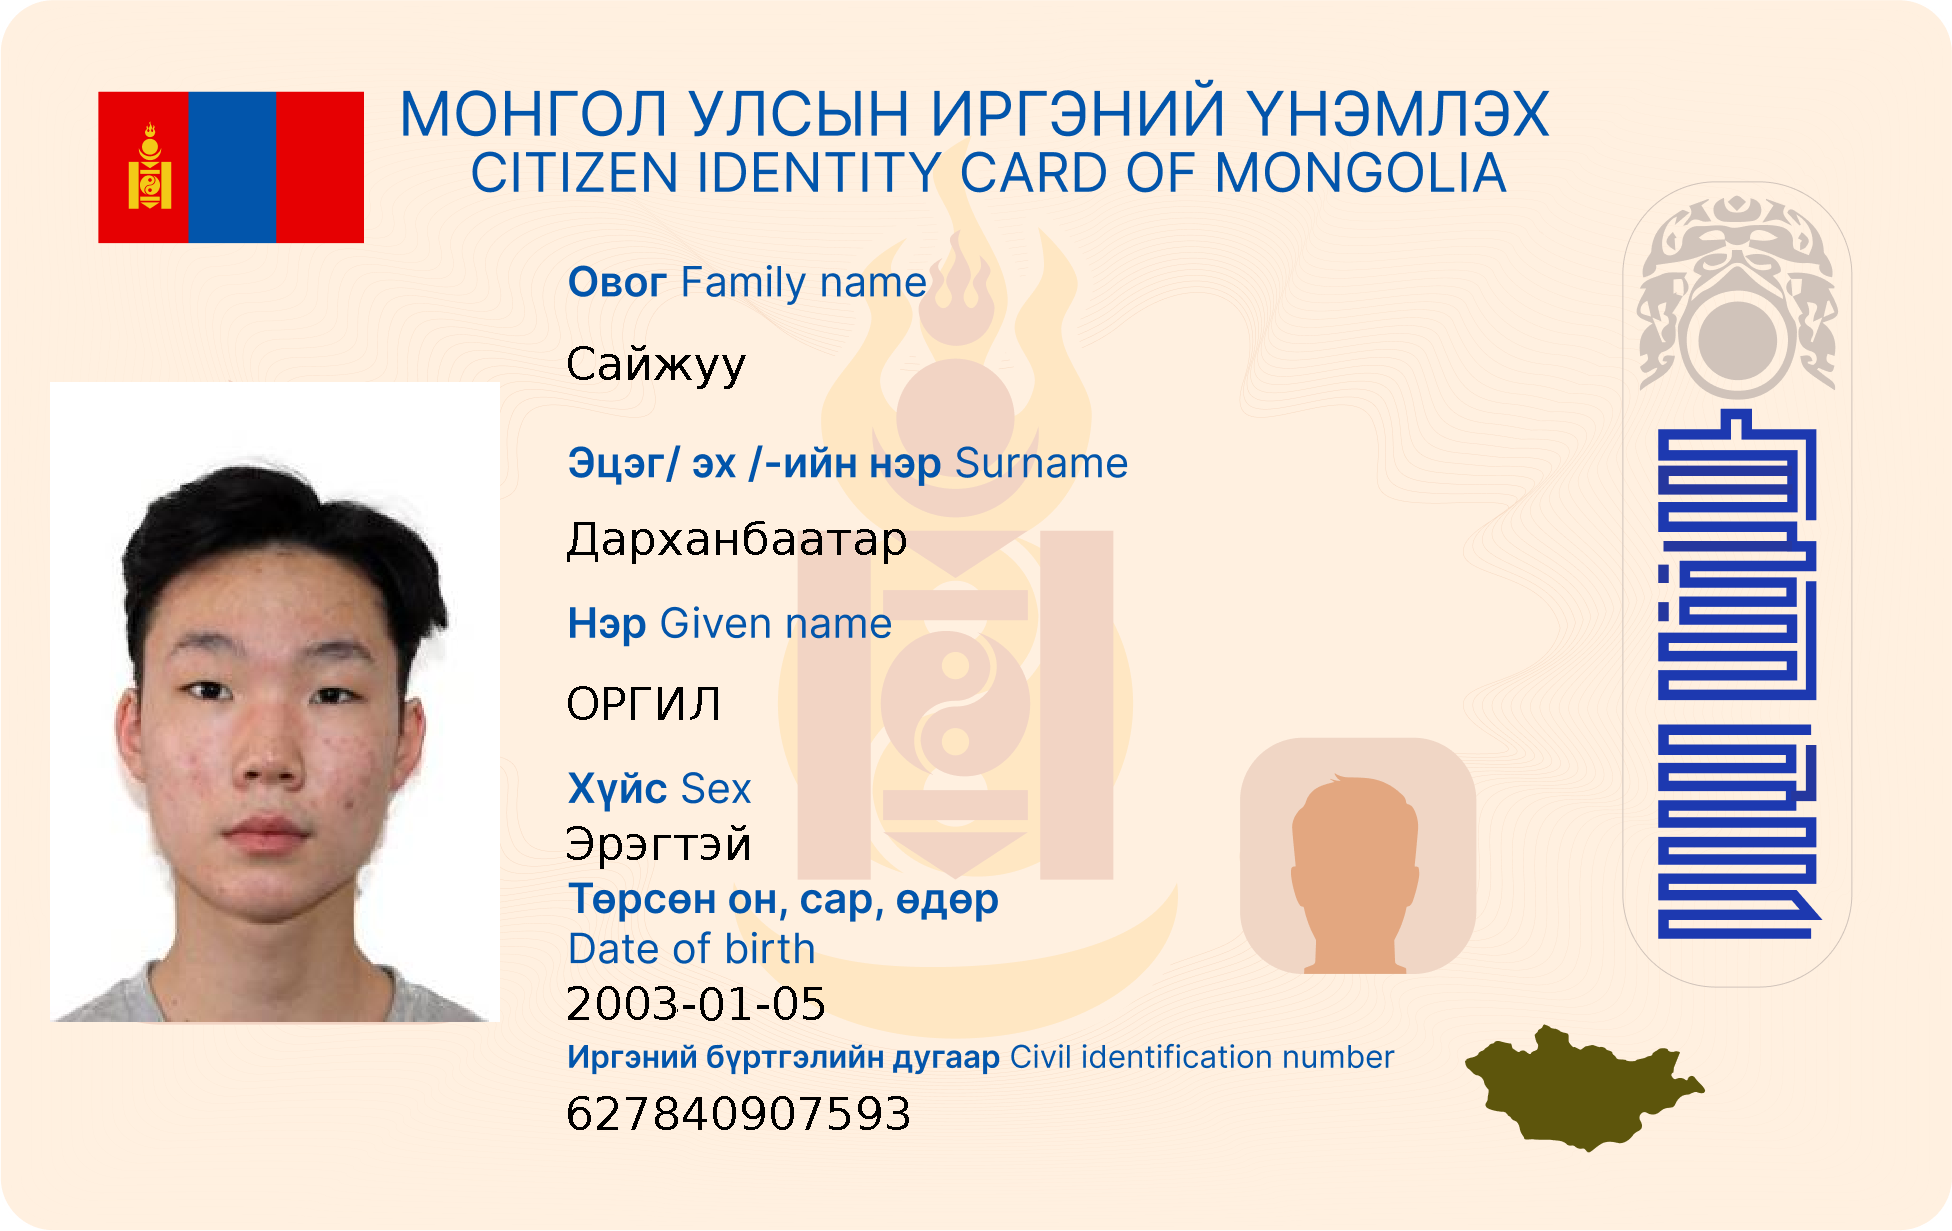 МОНГОЛ УЛСЫН ИРГЭНИЙ ҮНЭМЛЭХ
CITIZEN IDENTITY CARD OF MONGOLIA
Овог Family name
Сайжуу
Эцэг/ эх /-ийн нэр Surname
Дарханбаатар
Нэр Given name
ОРГИЛ
Хүйс Sex
Эрэгтэй
Төрсөн он, сар, өдөр
Date of birth
2003-01-05
Иргэний бүртгэлийн дугаар Civil identification number
627840907593